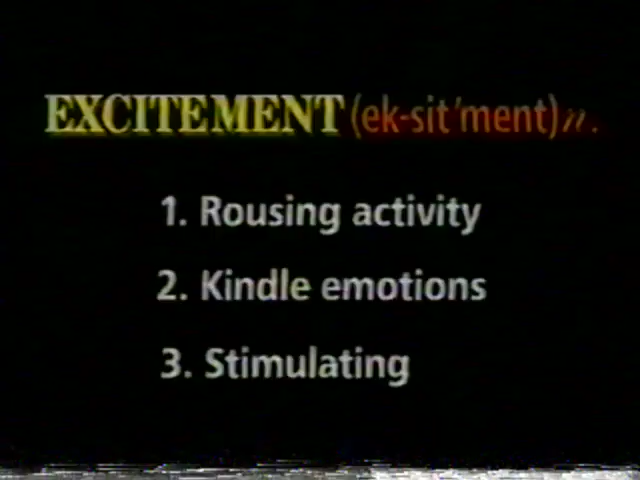 EXCITEMENT (ek-sit'ment) n.
1. Rousing activity
2. Kindle emotions
3. Stimulating